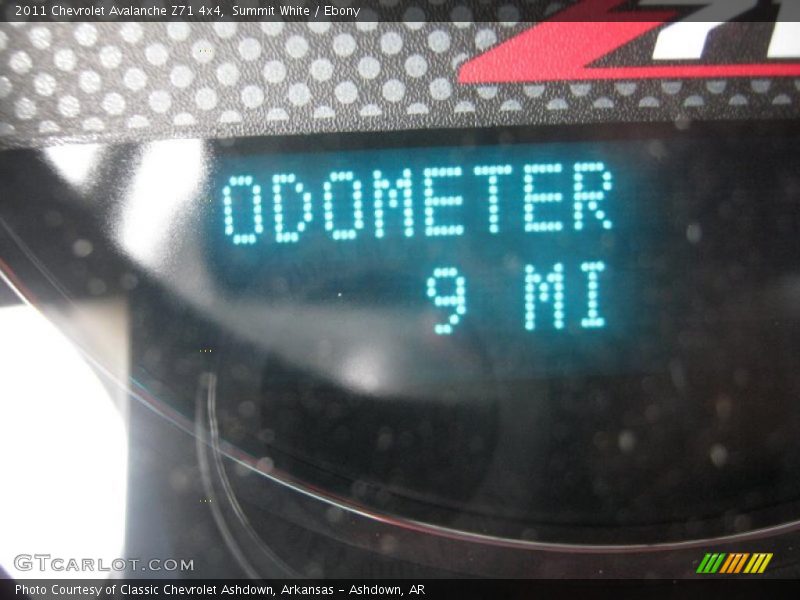 2011 Chevrolet Avalanche Z71 4x4, Summit White / Ebony
Z71
ODOMETER
9 MI
GTCARLOT.COM
Photo Courtesy of Classic Chevrolet Ashdown, Arkansas - Ashdown, AR